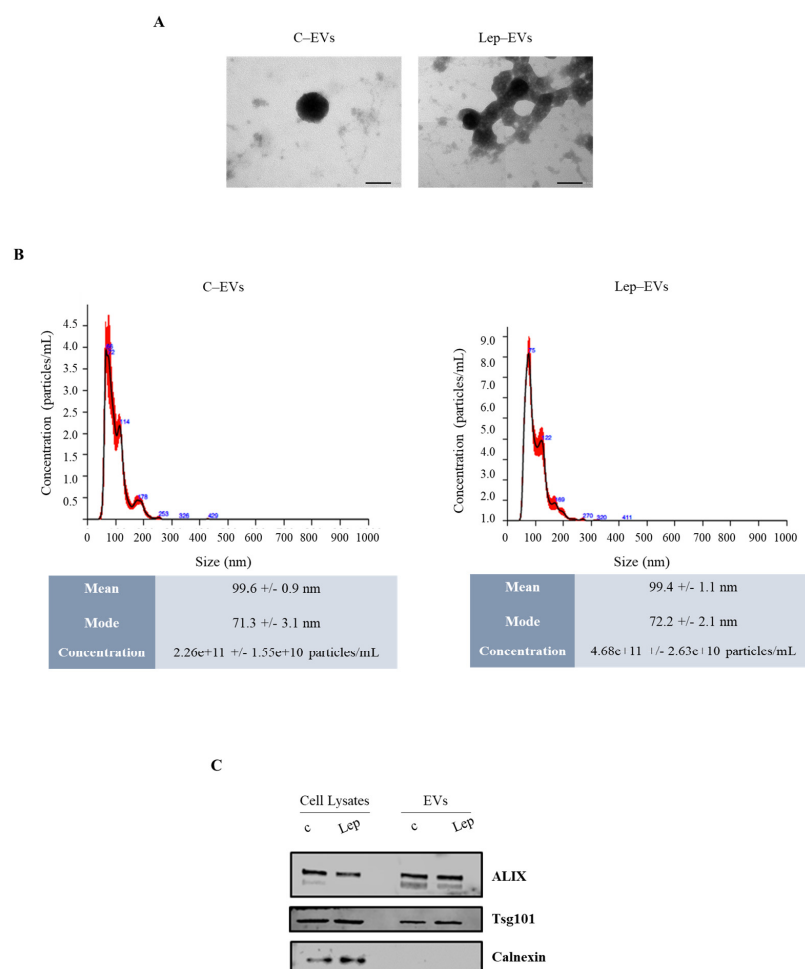 A
C–EVs
Lep–EVs
B
C–EVs
Lep–EVs
Concentration (particles/mL)
4.5
4.0
3.5
3.0
2.5
2.0
1.5
1.0
0.5
114
178
253
326
429
0 100 200 300 400 500 600 700 800 900 1000
Size (nm)
Concentration (particles/mL)
9.0
8.0
7.0
6.0
5.0
4.0
3.0
2.0
1.0
75
122
169
270
320
411
0 100 200 300 400 500 600 700 800 900 1000
Size (nm)
Mean 99.6 +/- 0.9 nm
Mode 71.3 +/- 3.1 nm
Concentration 2.26e+11 +/- 1.55e+10 particles/mL
Mean 99.4 +/- 1.1 nm
Mode 72.2 +/- 2.1 nm
Concentration 4.68e+11 +/- 2.63e+10 particles/mL
C
Cell Lysates
EVs
c Lep c Lep
ALIX
Tsg101
Calnexin